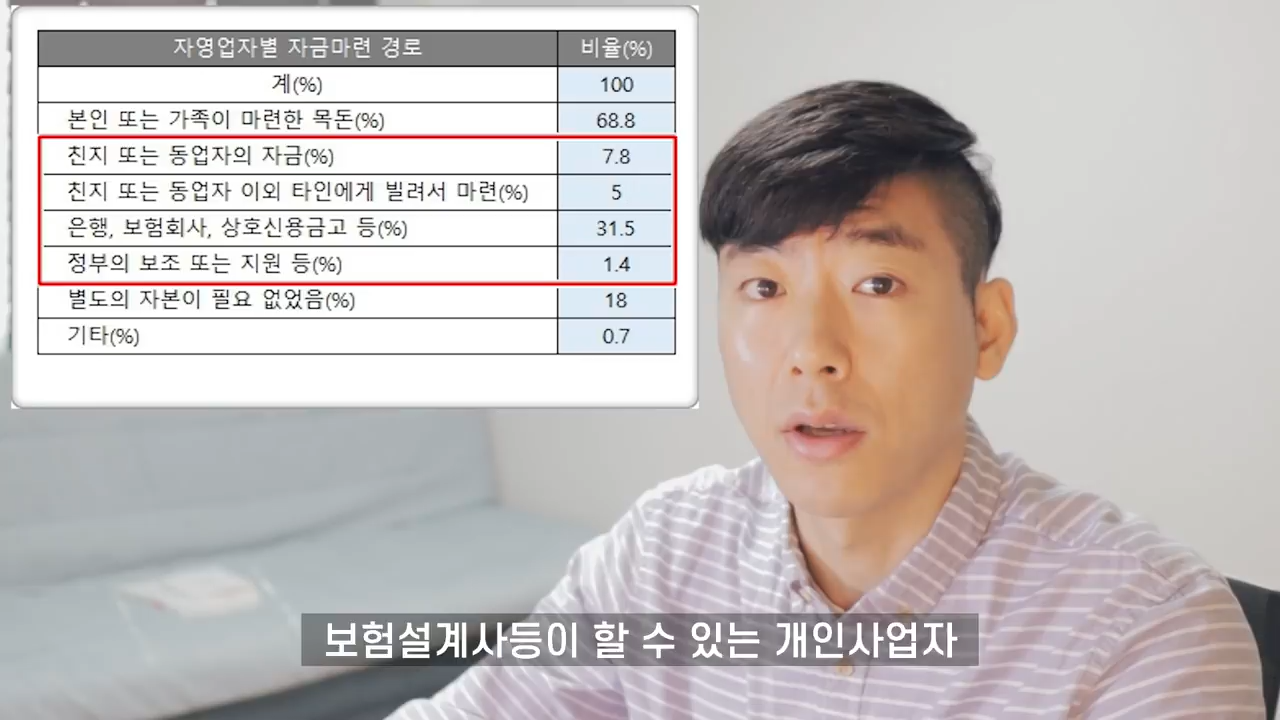 자영업자별 자금마련 경로 비율(%)
계(%) 100
본인 또는 가족이 마련한 목돈(%) 68.8
친지 또는 동업자의 자금(%) 7.8
친지 또는 동업자 이외 타인에게 빌려서 마련(%) 5
은행, 보험회사, 상호신용금고 등(%) 31.5
정부의 보조 또는 지원 등(%) 1.4
별도의 자본이 필요 없었음(%) 18
기타(%) 0.7
보험설계사등이 할 수 있는 개인사업자